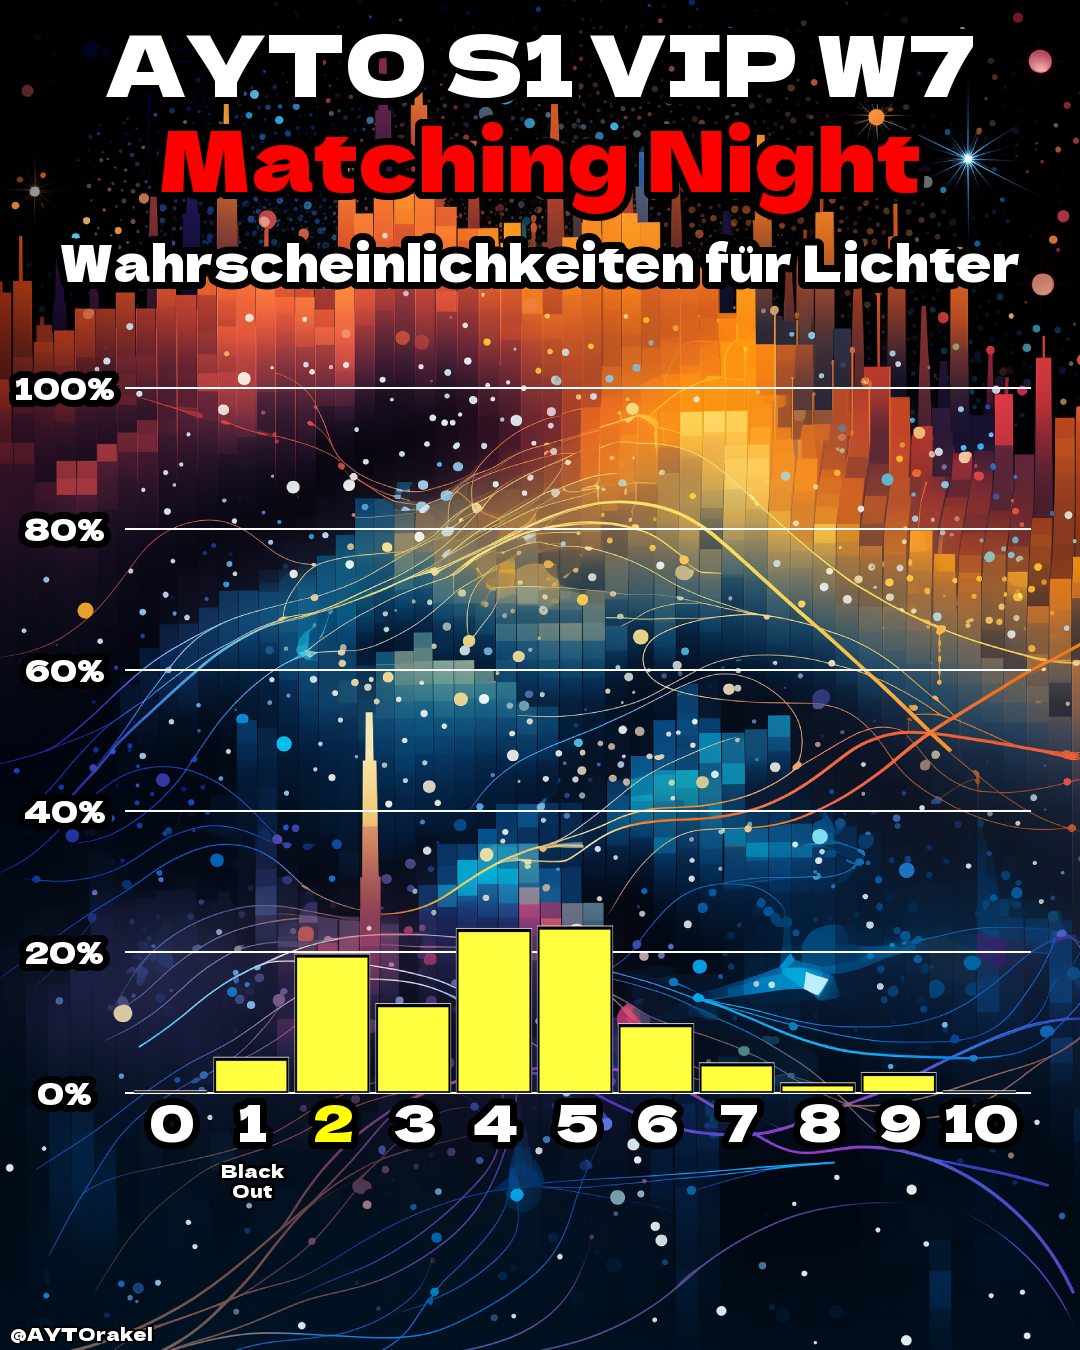 AYTO S1 VIP W7
Matching Night
Wahrscheinlichkeiten für Lichter
100%
80%
60%
40%
20%
0%
0 1 2 3 4 5 6 7 8 9 10
Black
Out
@AYTOrakel